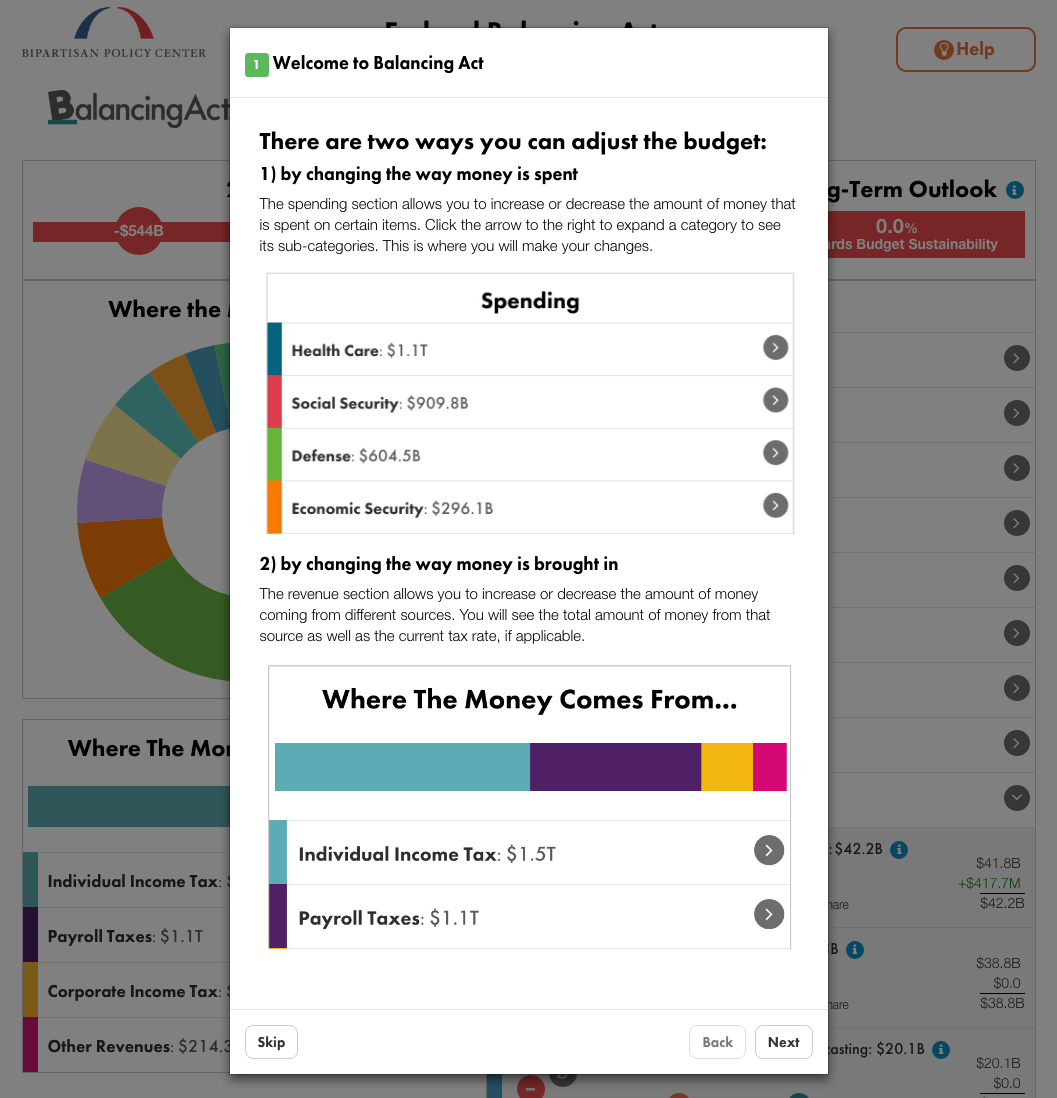 BIPARTISAN POLICY CENTER
BalancingAct
Help
-$544B
g-Term Outlook
0.0%
rds Budget Sustainability
Where the
Where The Mor
Individual Income Tax:
Payroll Taxes: $1.1T
Corporate Income Tax:
Other Revenues: $214.3
1 Welcome to Balancing Act
There are two ways you can adjust the budget:
1) by changing the way money is spent
The spending section allows you to increase or decrease the amount of money that
is spent on certain items. Click the arrow to the right to expand a category to see
its sub-categories. This is where you will make your changes.
Spending
Health Care: $1.1T
Social Security: $909.8B
Defense: $604.5B
Economic Security: $296.1B
2) by changing the way money is brought in
The revenue section allows you to increase or decrease the amount of money
coming from different sources. You will see the total amount of money from that
source as well as the current tax rate, if applicable.
Where The Money Comes From...
Individual Income Tax: $1.5T
Payroll Taxes: $1.1T
Skip
Back
Next
: $42.2B
$41.8B
+$417.7M
hare
$42.2B
B
$38.8B
$0.0
hare
$38.8B
casting: $20.1B
$20.1B
$0.0